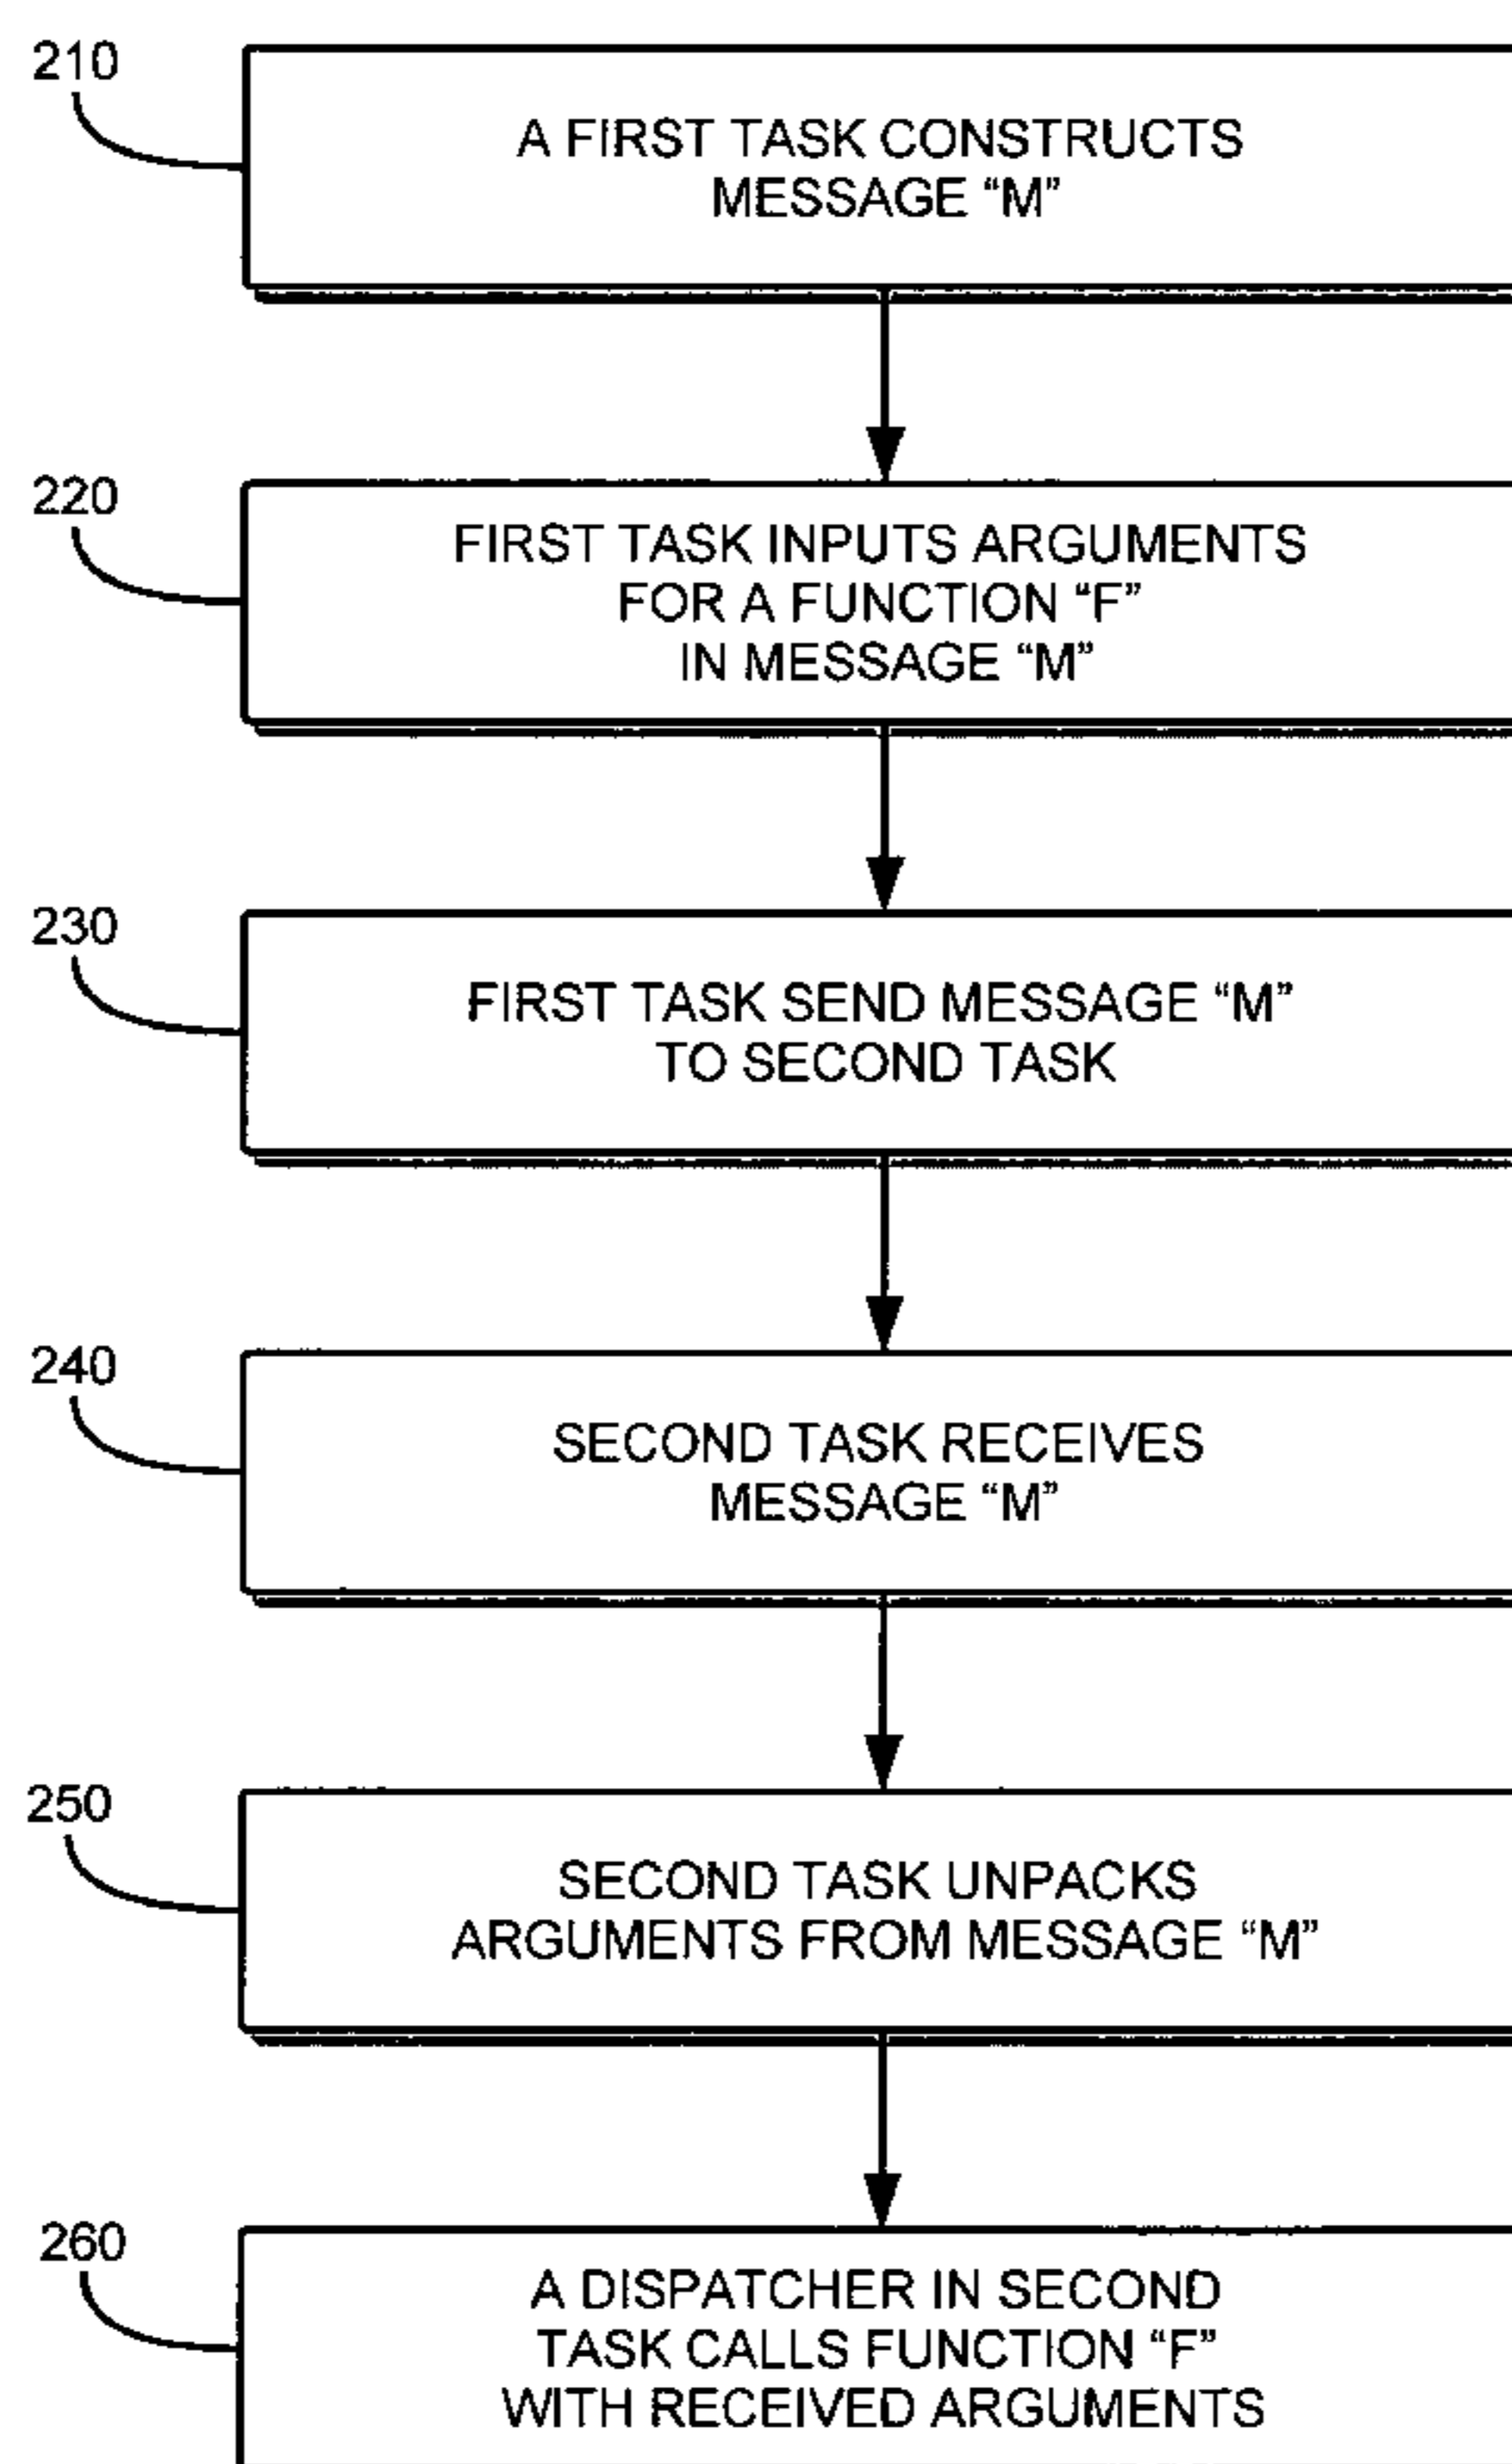 210
A FIRST TASK CONSTRUCTS
MESSAGE “M”
220
FIRST TASK INPUTS ARGUMENTS
FOR A FUNCTION “F”
IN MESSAGE “M”
230
FIRST TASK SEND MESSAGE “M”
TO SECOND TASK
240
SECOND TASK RECEIVES
MESSAGE “M”
250
SECOND TASK UNPACKS
ARGUMENTS FROM MESSAGE “M”
260
A DISPATCHER IN SECOND
TASK CALLS FUNCTION “F”
WITH RECEIVED ARGUMENTS